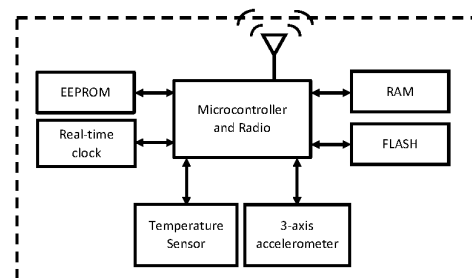 EEPROM
Real-time
clock
Microcontroller
and Radio
RAM
FLASH
Temperature
Sensor
3-axis
accelerometer